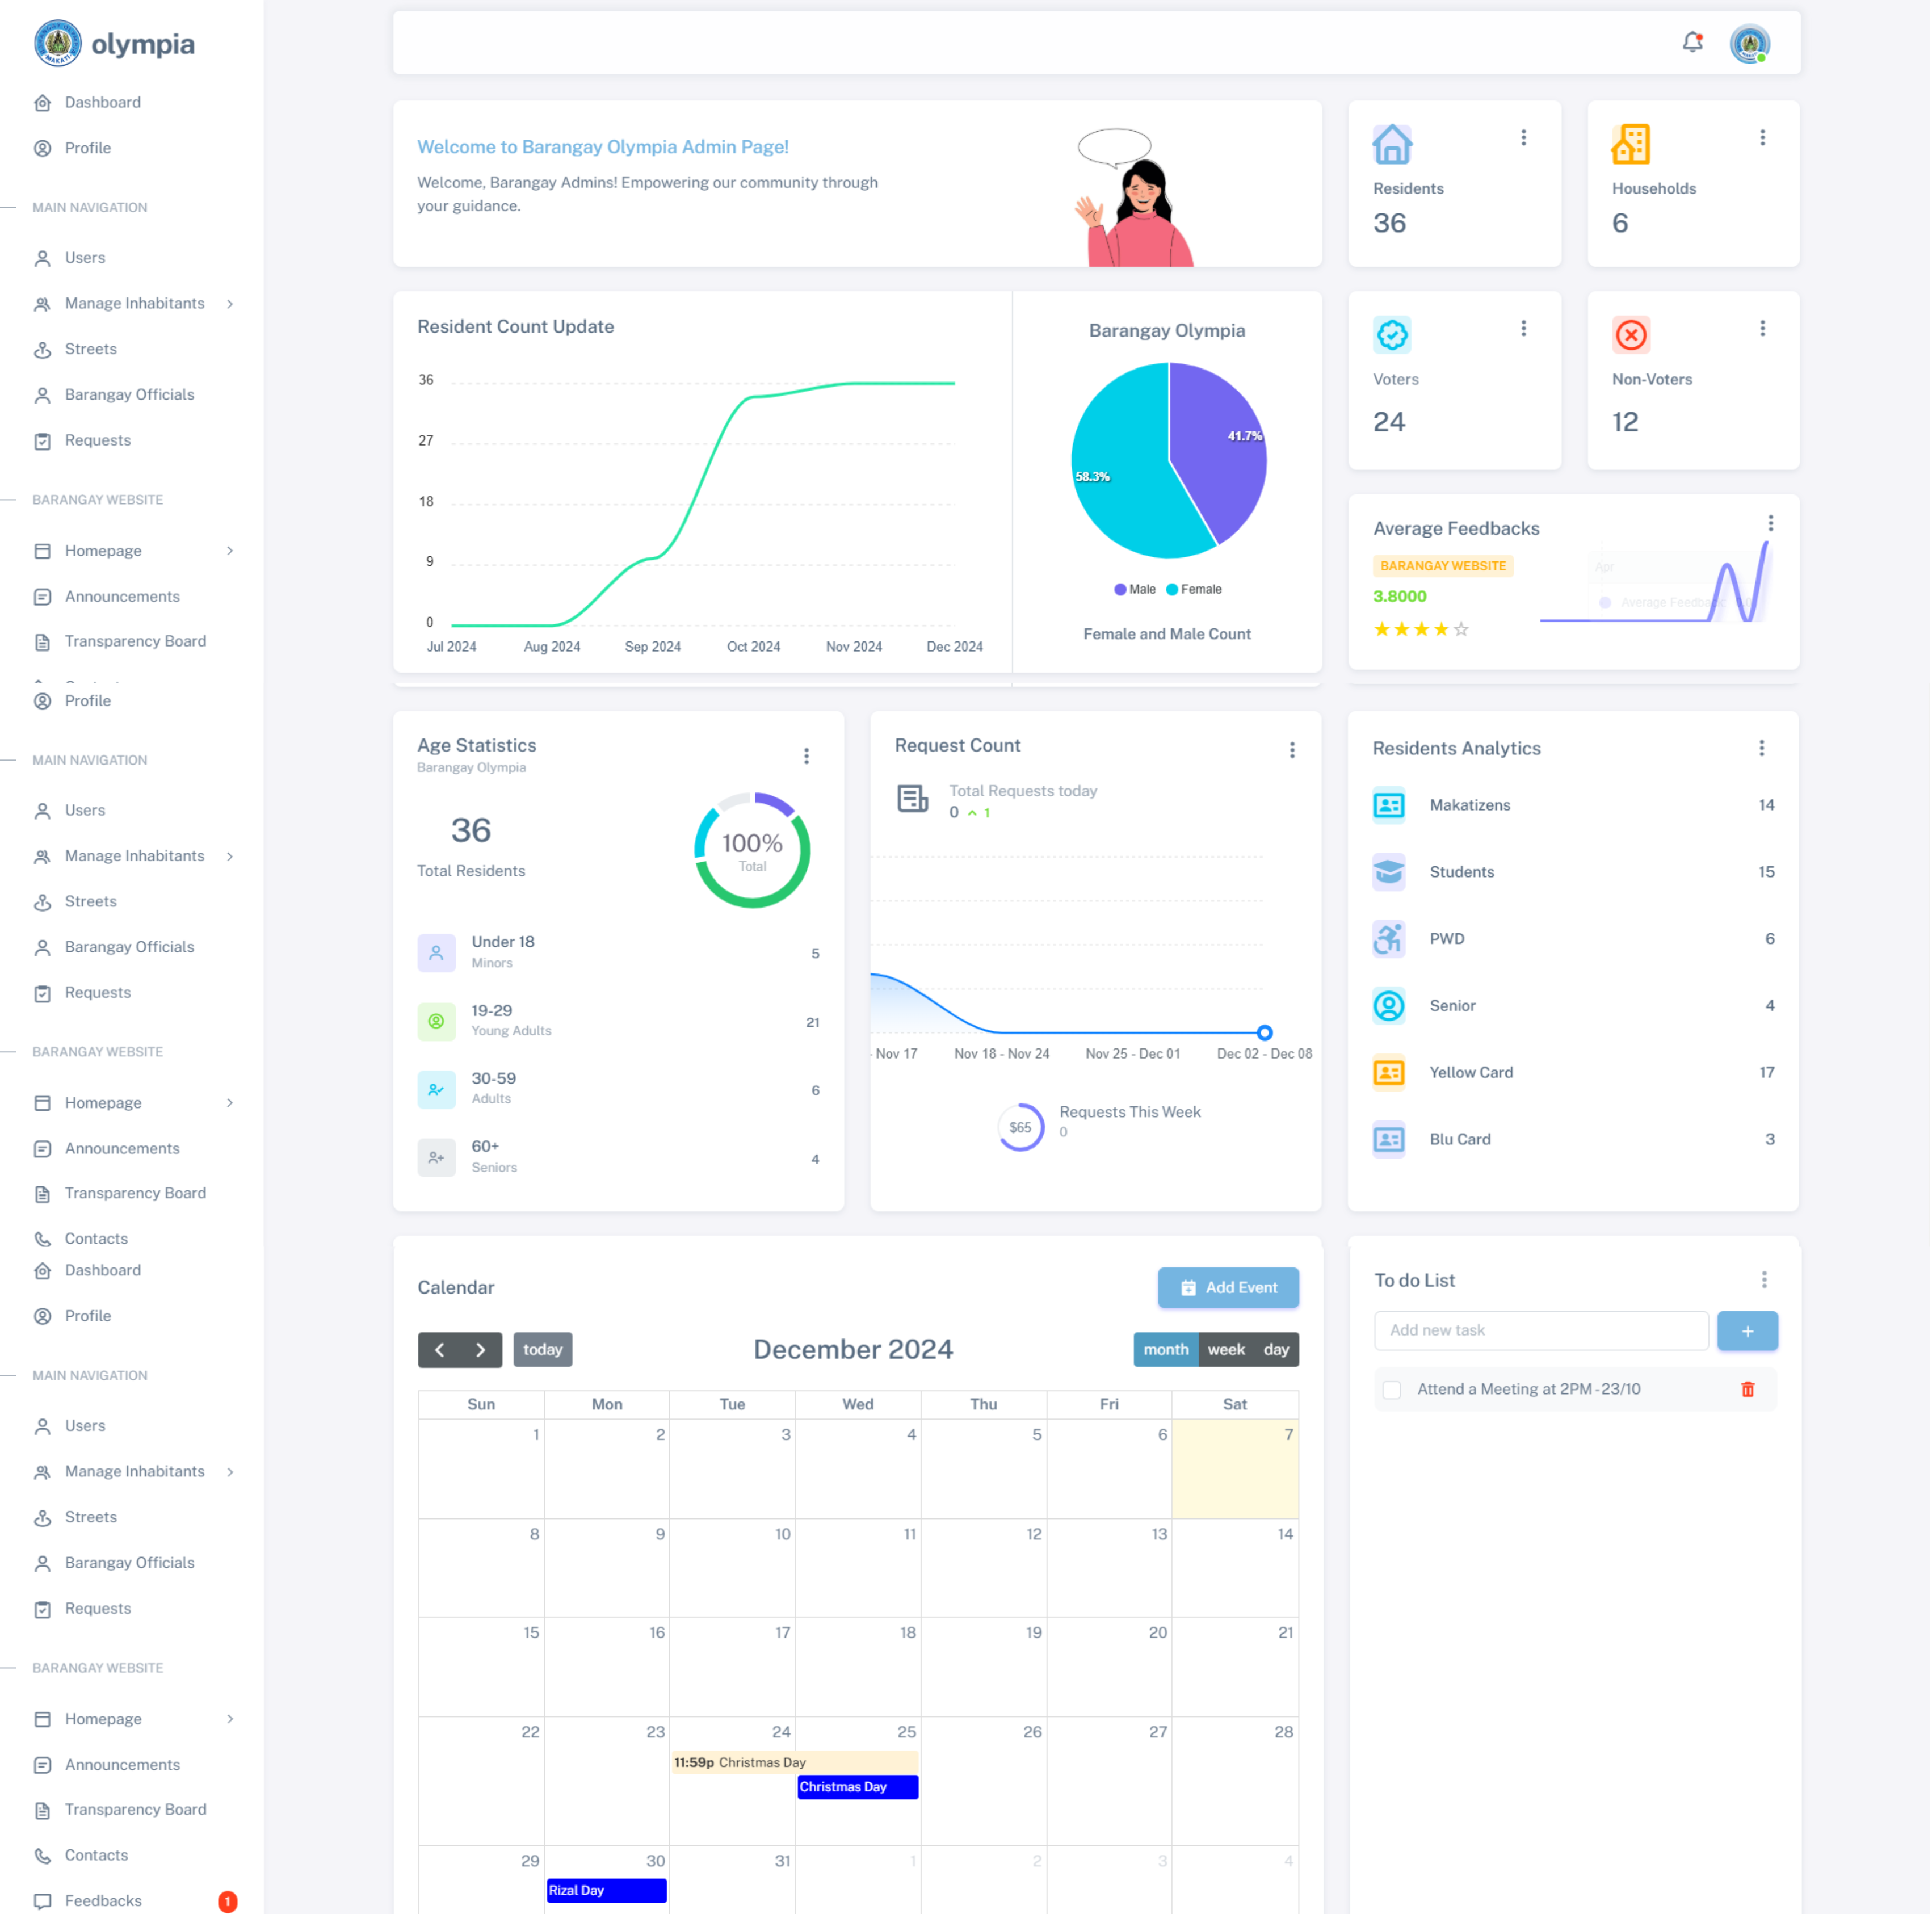 olympia
Dashboard
Profile
MAIN NAVIGATION
Users
Manage Inhabitants
Streets
Barangay Officials
Requests
BARANGAY WEBSITE
Homepage
Announcements
Transparency Board
Profile
MAIN NAVIGATION
Users
Manage Inhabitants
Streets
Barangay Officials
Requests
BARANGAY WEBSITE
Homepage
Announcements
Transparency Board
Contacts
Dashboard
Profile
MAIN NAVIGATION
Users
Manage Inhabitants
Streets
Barangay Officials
Requests
BARANGAY WEBSITE
Homepage
Announcements
Transparency Board
Contacts
Feedbacks 1
Welcome to Barangay Olympia Admin Page!
Welcome, Barangay Admins! Empowering our community through
your guidance.
Residents
36
Households
6
Resident Count Update
36
27
18
9
0
Jul 2024 Aug 2024 Sep 2024 Oct 2024 Nov 2024 Dec 2024
Barangay Olympia
41.7%
58.3%
Male Female
Female and Male Count
Voters
24
Non-Voters
12
Average Feedbacks
BARANGAY WEBSITE
3.8000
Apr
Age Statistics
Barangay Olympia
36
Total Residents
100%
Total
Under 18
Minors
5
19-29
Young Adults
21
30-59
Adults
6
60+
Seniors
4
Request Count
Total Requests today
0 1
- Nov 17 Nov 18 - Nov 24 Nov 25 - Dec 01 Dec 02 - Dec 08
$65
Requests This Week
0
Residents Analytics
Makatizens 14
Students 15
PWD 6
Senior 4
Yellow Card 17
Blu Card 3
Calendar
Add Event
today
December 2024
month week day
Sun Mon Tue Wed Thu Fri Sat
1 2 3 4 5 6 7
8 9 10 11 12 13 14
15 16 17 18 19 20 21
22 23 24 25 26 27 28
11:59p Christmas Day
Christmas Day
29 30 31 1 2 3 4
Rizal Day
To do List
Add new task
+
Attend a Meeting at 2PM - 23/10